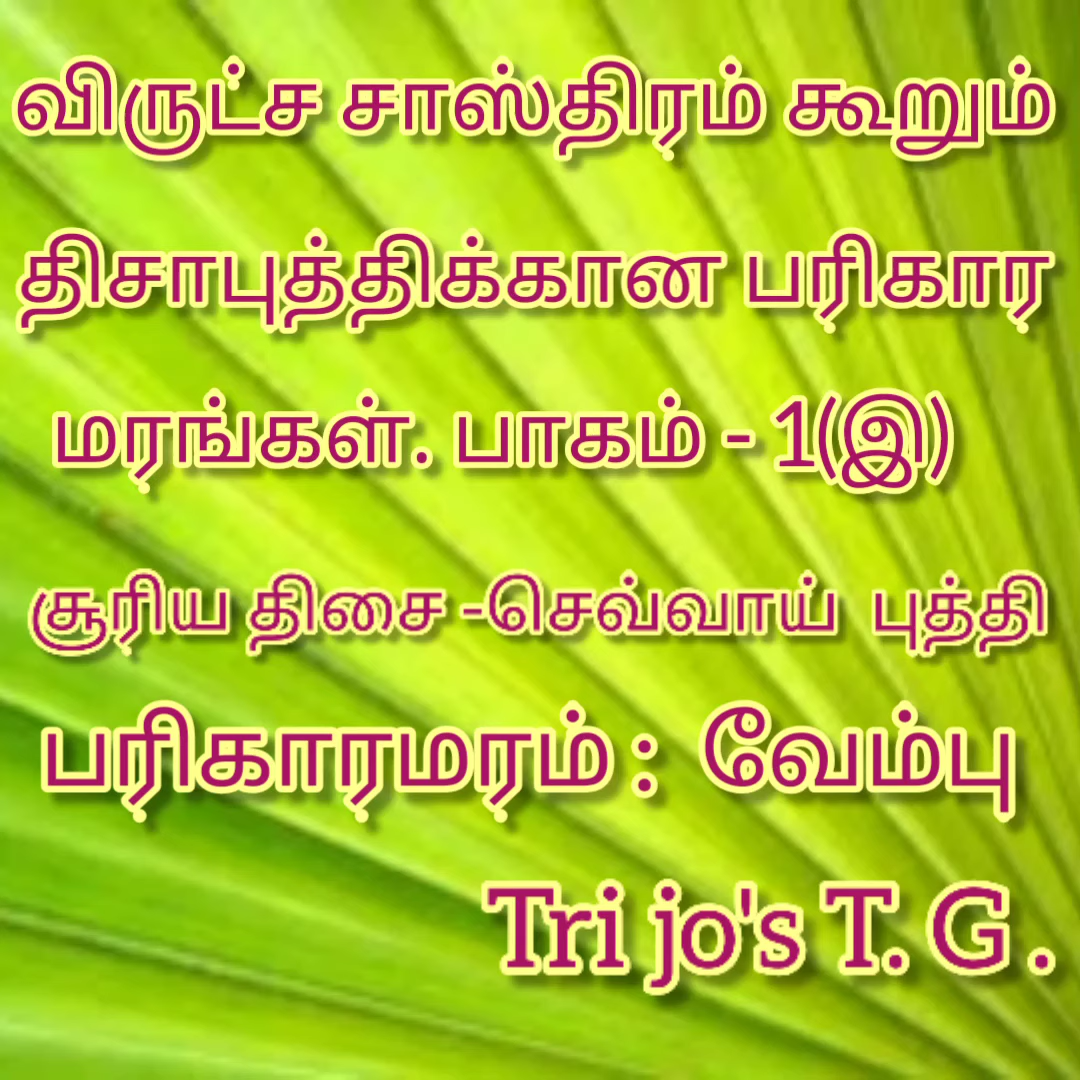 விருட்ச சாஸ்திரம் கூறும்
திசாபுத்திக்கான பரிகார
மரங்கள். பாகம் - 1(இ)
சூரிய திசை -செவ்வாய் புத்தி
பரிகாரமரம் : வேம்பு
Tri jo's T. G .